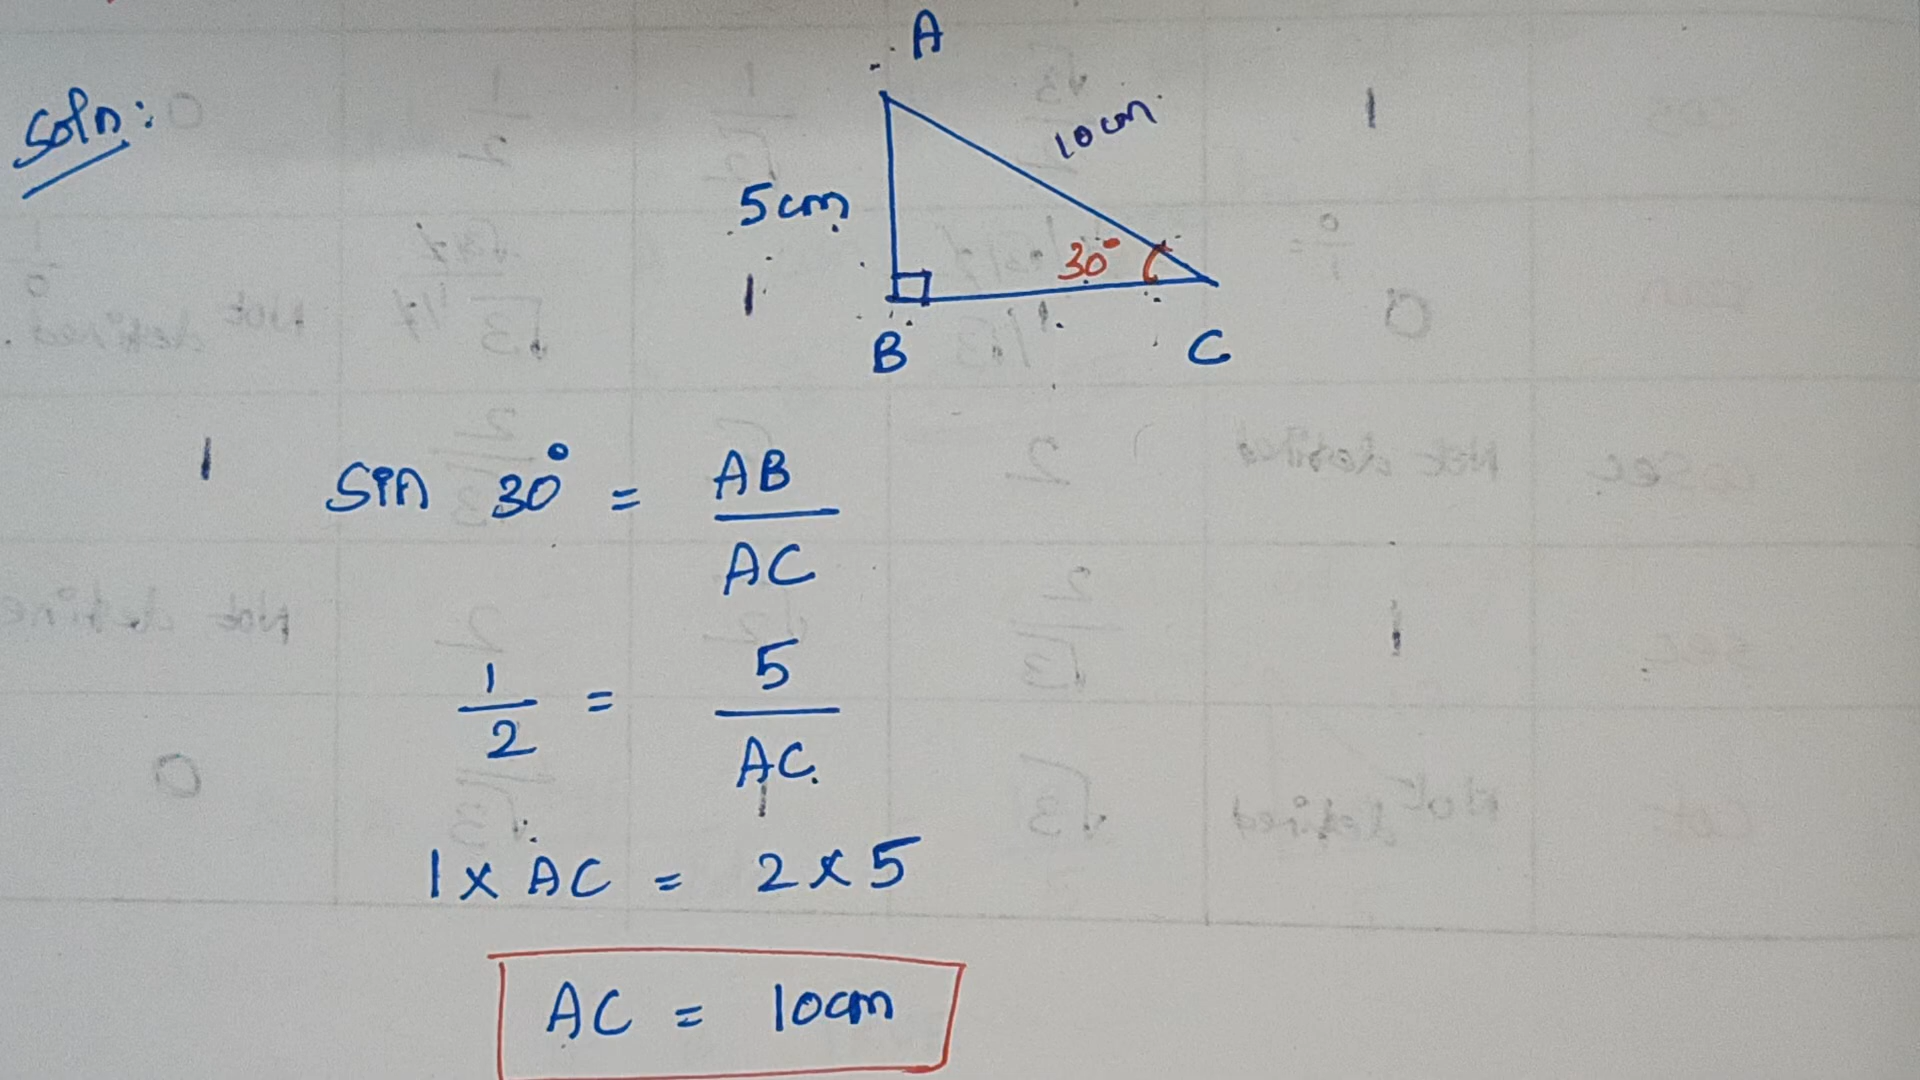 Soln:
A
10cm
5cm
30°
B
C
Sin 30° = AB/AC
1/2 = 5/AC
1 x AC = 2 x 5
AC = 10cm